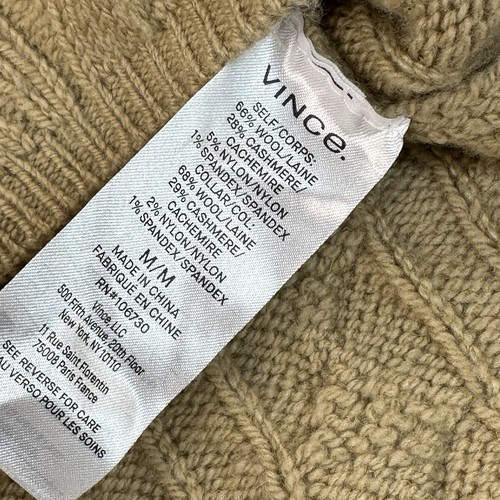 VINCE.
SELF/CORPS.
66% WOOL/LAINE
28% CASHMERE/
CACHEMIRE
5% NYLON/NYLON
1% SPANDEX/SPANDEX
COLLAR/COL:
68% WOOL/LAINE
29% CASHMERE/
CACHEMIRE
2% NYLON/NYLON
1% SPANDEX/SPANDEX
M/M
MADE IN CHINA
FABRIQUE EN CHINE
RN#106730
Vince, LLC
500 Fifth Avenue, 20th Floor
New York, NY,10110
11 Rue Saint Florentin
75008 Paris France
SEE REVERSE FOR CARE
AU VERSO POUR LES SOINS